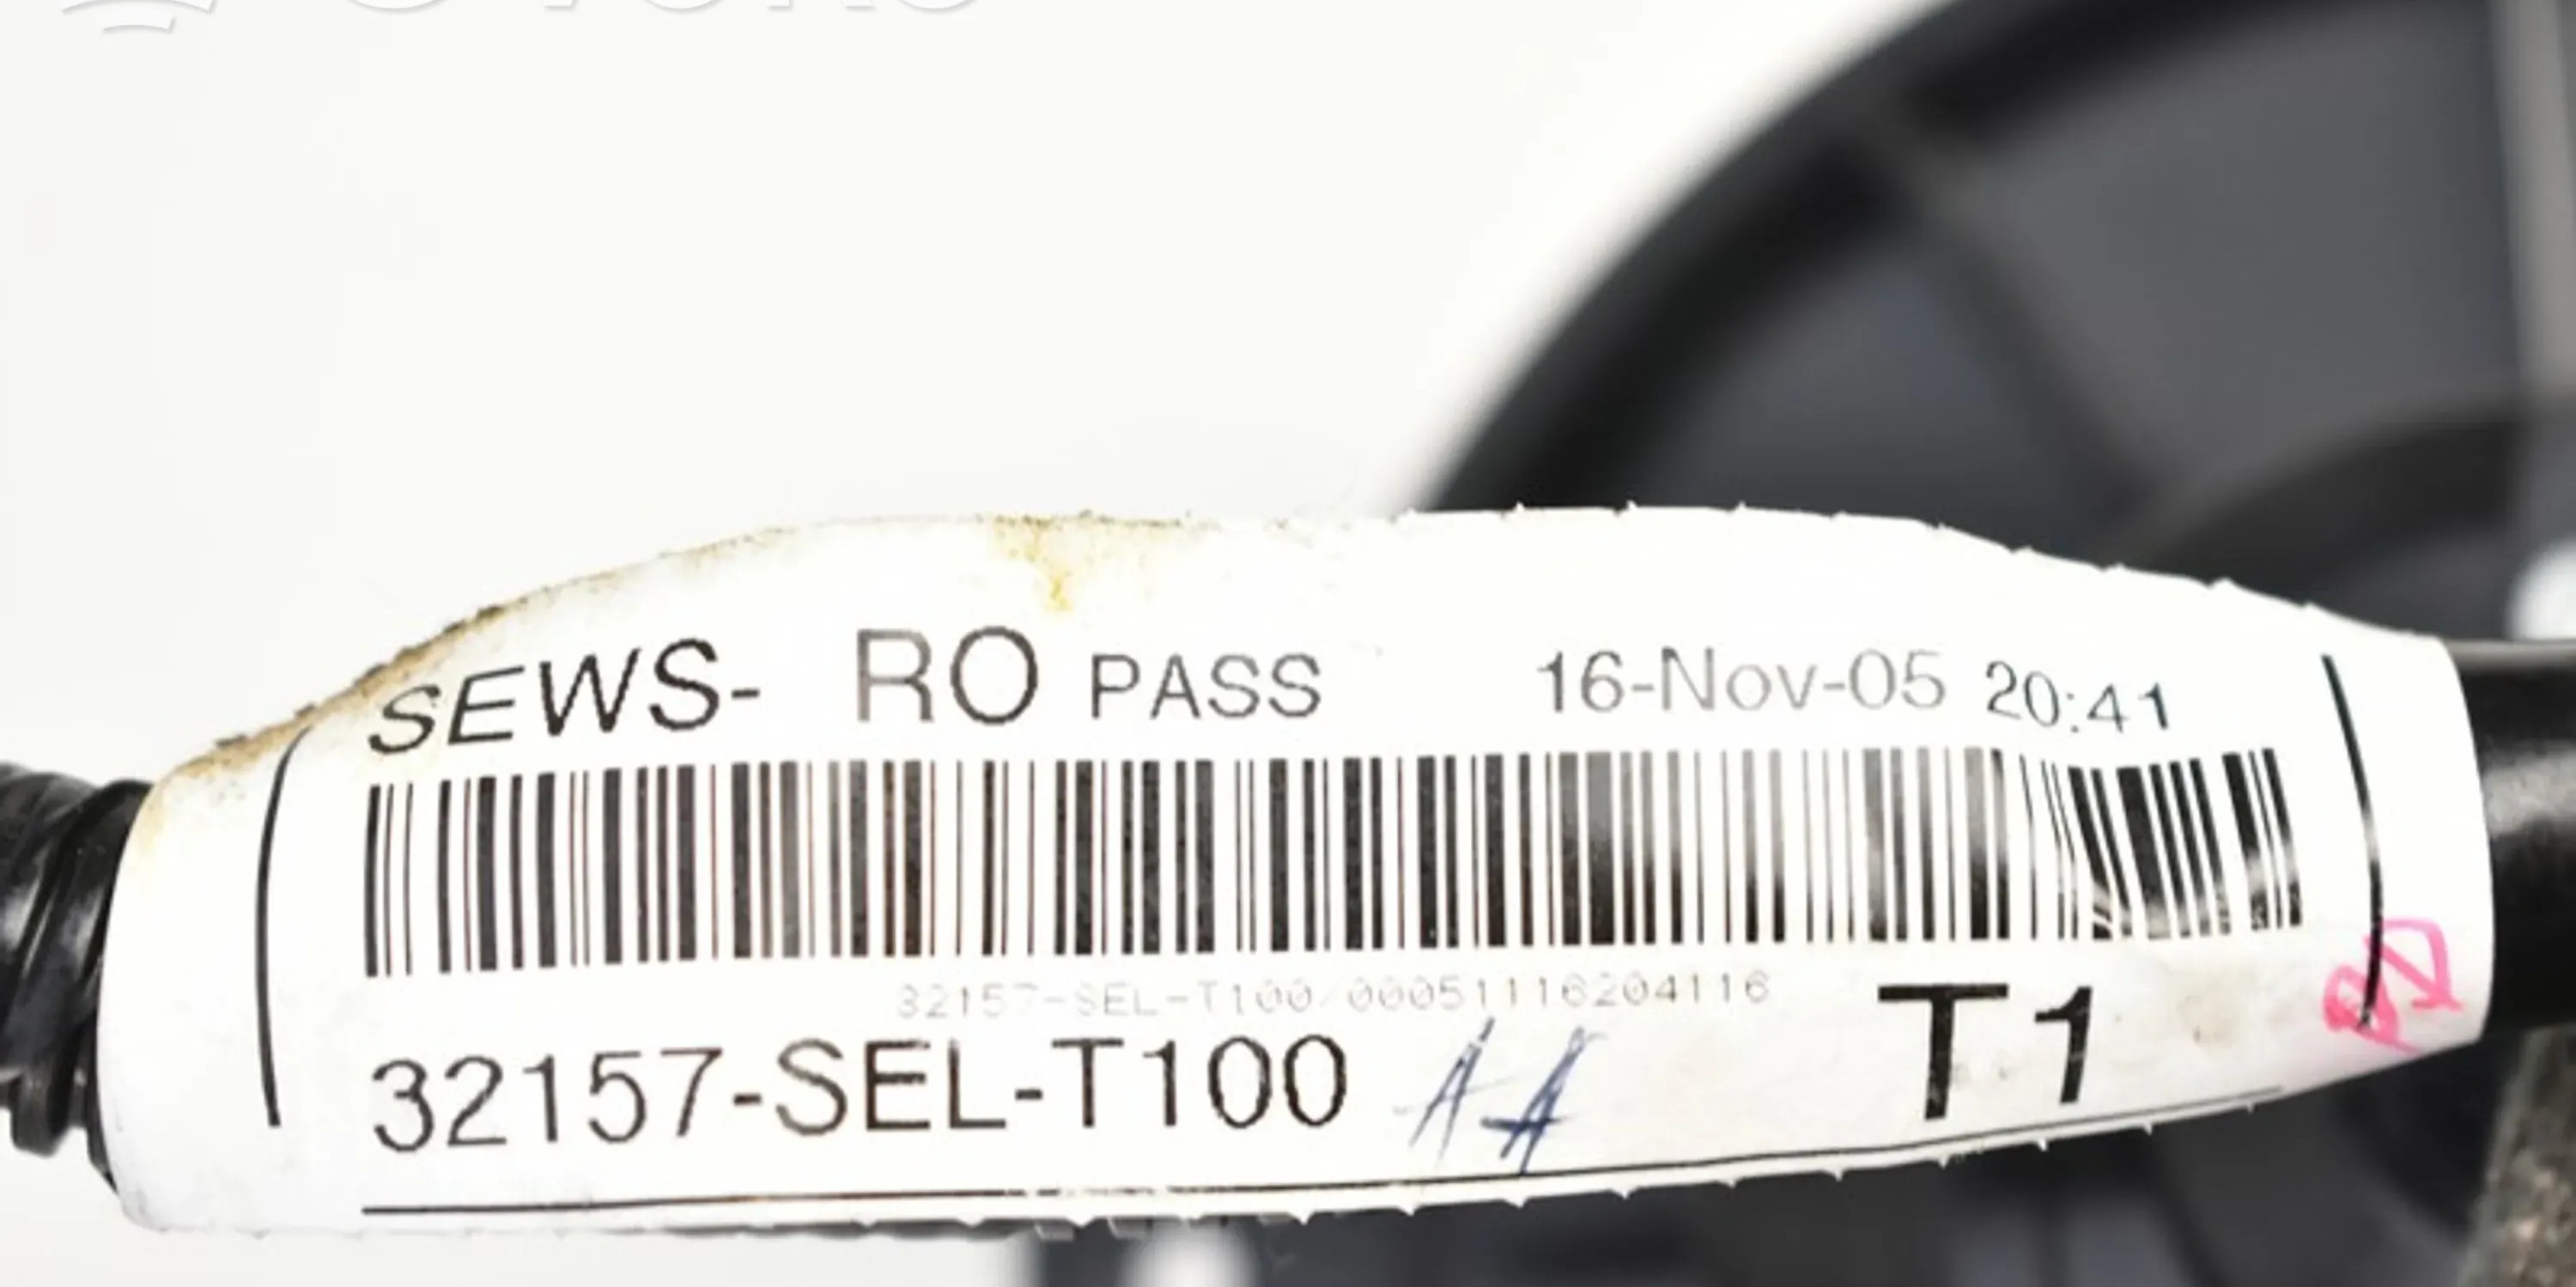 SEWS- RO PASS 16-Nov-05 20:41
32157-SEL-T100 00051116204116
32157-SEL-T100 T1